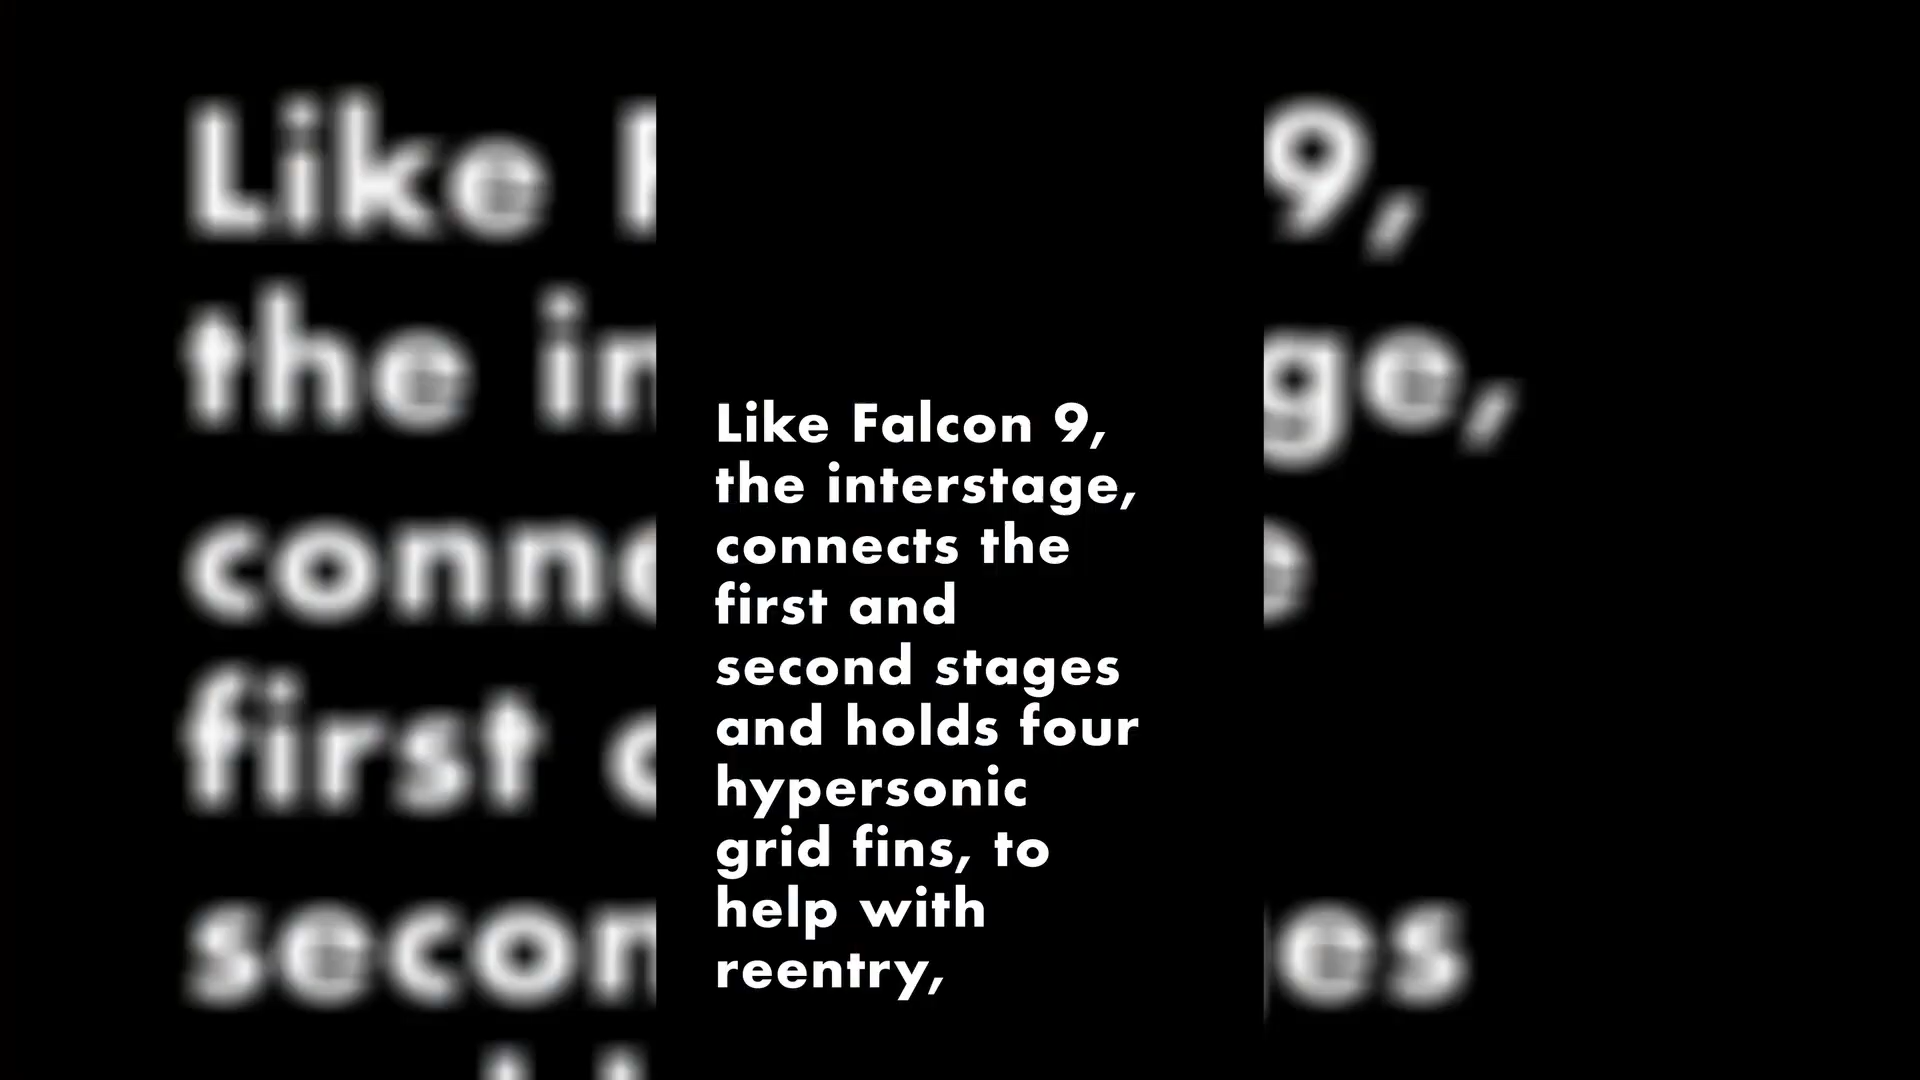 Like Falcon 9,
the interstage,
connects the
first and
second stages
and holds four
hypersonic
grid fins, to
help with
reentry,